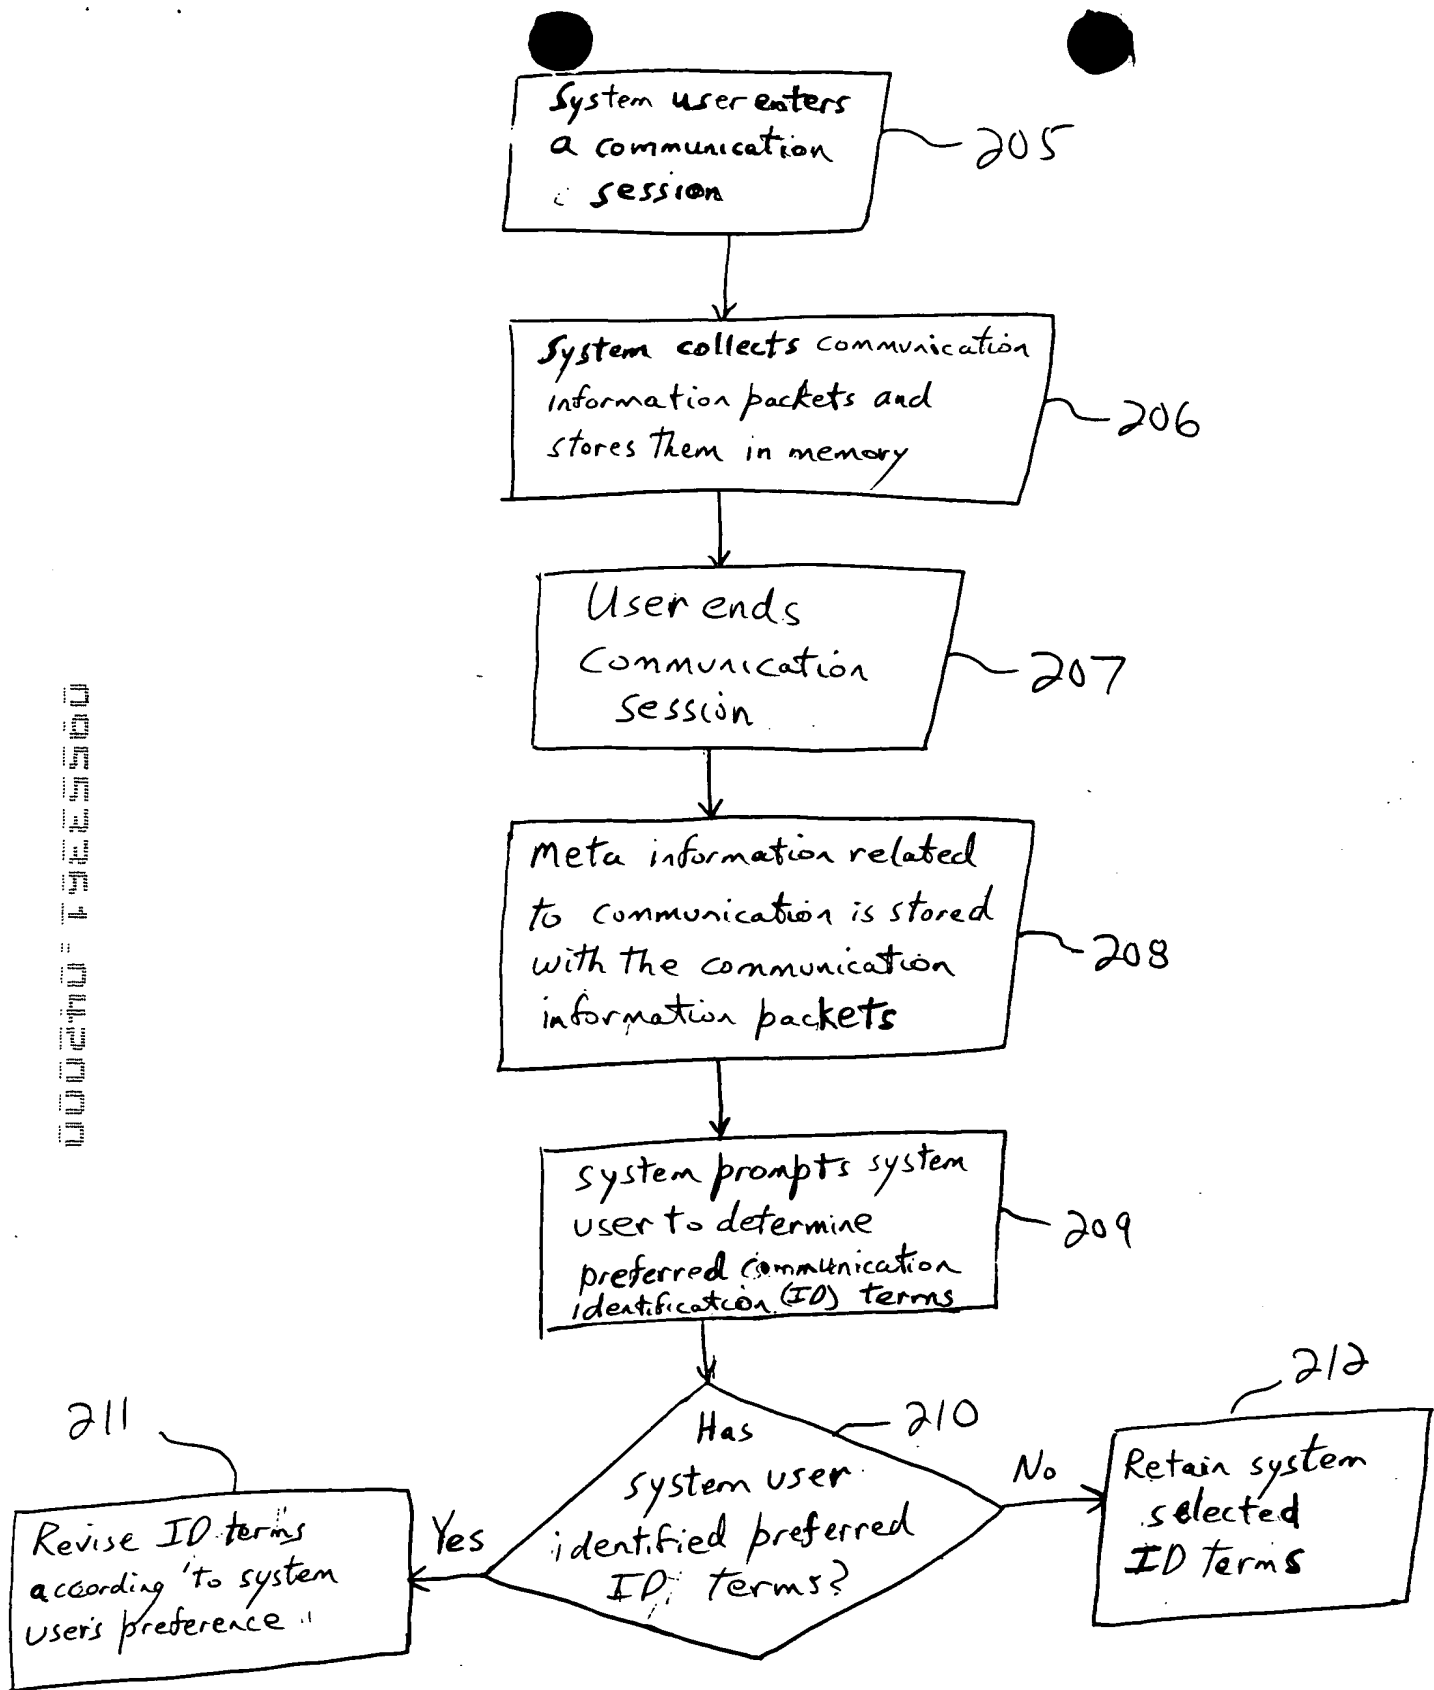 System user enters
a communication
session
205
System collects communication
information packets and
stores them in memory
206
User ends
Communication
session
207
Meta information related
to communication is stored
with the communication
information packets
208
system prompts system
user to determine
preferred communication
identification (ID) terms
209
Has
system user
identified preferred
ID terms?
210
Yes
No
211
Revise ID terms
according to system
user's preference
212
Retain system
selected
ID terms
09553361.042000